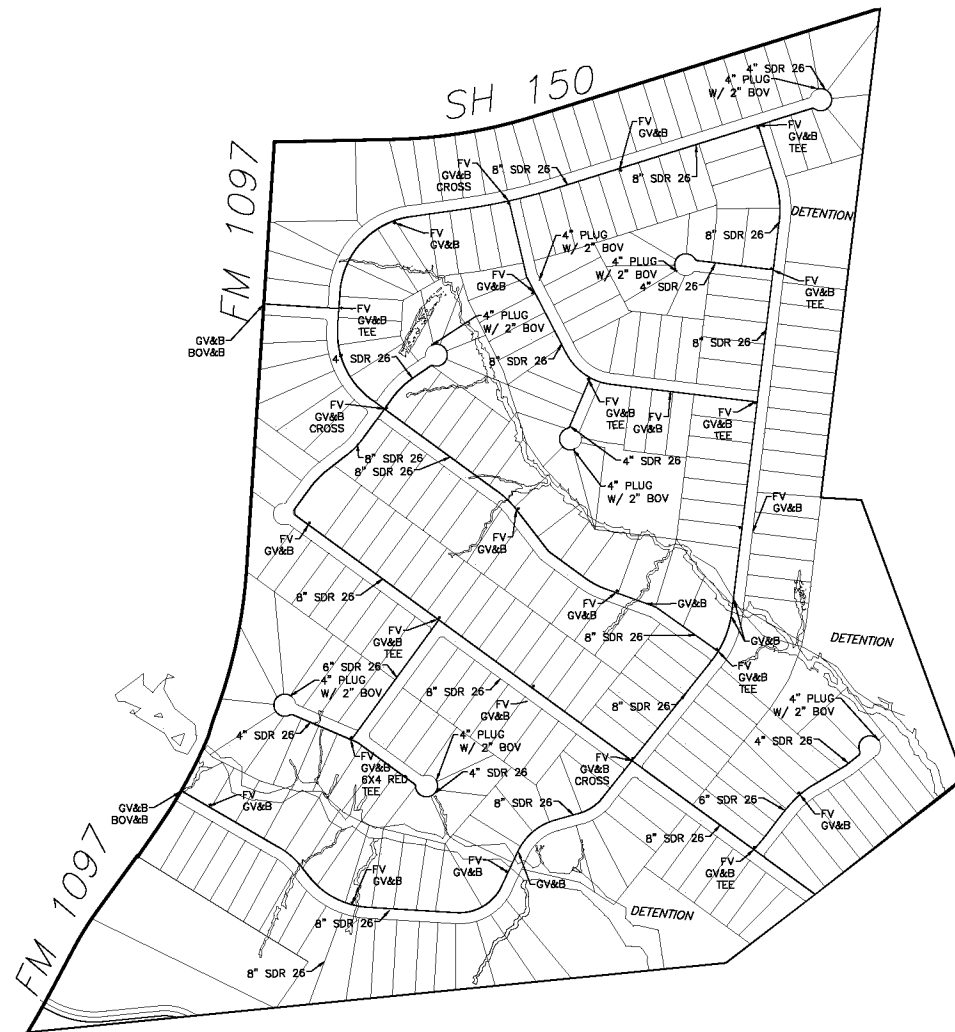 SH 150
4" SDR 26
4" PLUG
W/ 2" BOV
FV
GV&B
FV
GV&B
TEE
FM 1097
FV
GV&B
CROSS
8" SDR 26
8" SDR 26
DETENTION
FV
GV&B
4" PLUG
W/ 2" BOV
8" SDR 26
4" PLUG
W/ 2" BOV
4" SDR 26
FV
GV&B
FV
GV&B
TEE
FV
GV&B
TEE
GV&B
BOV&B
4" PLUG
W/ 2" BOV
8" SDR 26
4" SDR 26
8" SDR 26
FV
GV&B
TEE
FV
GV&B
FV
GV&B
TEE
FV
GV&B
CROSS
8" SDR 26
8" SDR 26
4" SDR 26
4" PLUG
W/ 2" BOV
FV
GV&B
FV
GV&B
FV
GV&B
8" SDR 26
FV
GV&B
GV&B
GV&B
DETENTION
FV
GV&B
TEE
8" SDR 26
FV
GV&B
TEE
6" SDR 26
4" PLUG
W/ 2" BOV
8" SDR 26
FV
GV&B
8" SDR 26
4" PLUG
W/ 2" BOV
4" SDR 26
4" PLUG
W/ 2" BOV
4" SDR 26
FV
GV&B
6X4 RED
TEE
4" SDR 26
FV
GV&B
CROSS
6" SDR 26
FV
GV&B
GV&B
BOV&B
FV
GV&B
8" SDR 26
8" SDR 26
FV
GV&B
TEE
FM 1097
FV
GV&B
FV
GV&B
GV&B
DETENTION
8" SDR 26
8" SDR 26